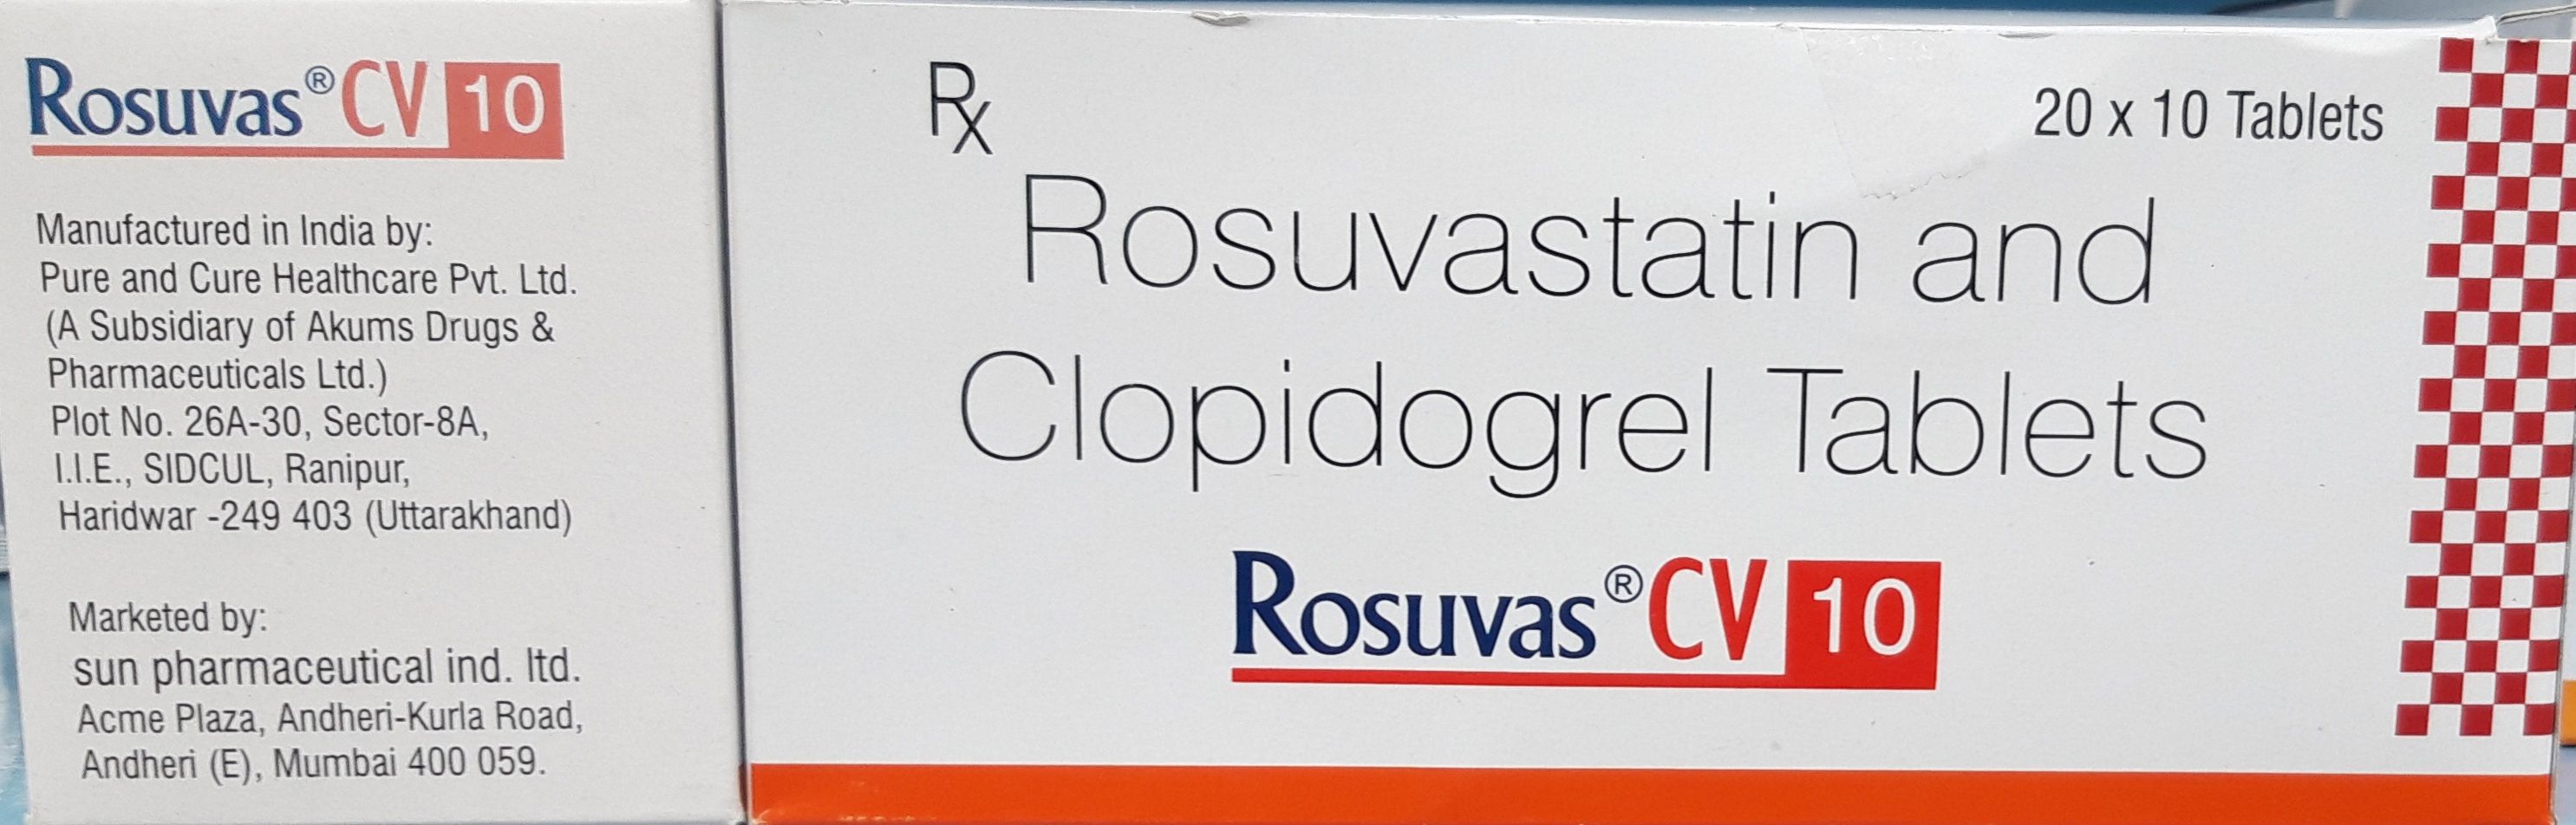 Rosuvas® CV 10
Manufactured in India by:
Pure and Cure Healthcare Pvt. Ltd.
(A Subsidiary of Akums Drugs &
Pharmaceuticals Ltd.)
Plot No. 26A-30, Sector-8A,
I.I.E., SIDCUL, Ranipur,
Haridwar -249 403 (Uttarakhand)
Marketed by:
sun pharmaceutical ind. ltd.
Acme Plaza, Andheri-Kurla Road,
Andheri (E), Mumbai 400 059.
Rx
20 x 10 Tablets
Rosuvastatin and
Clopidogrel Tablets
Rosuvas® CV 10